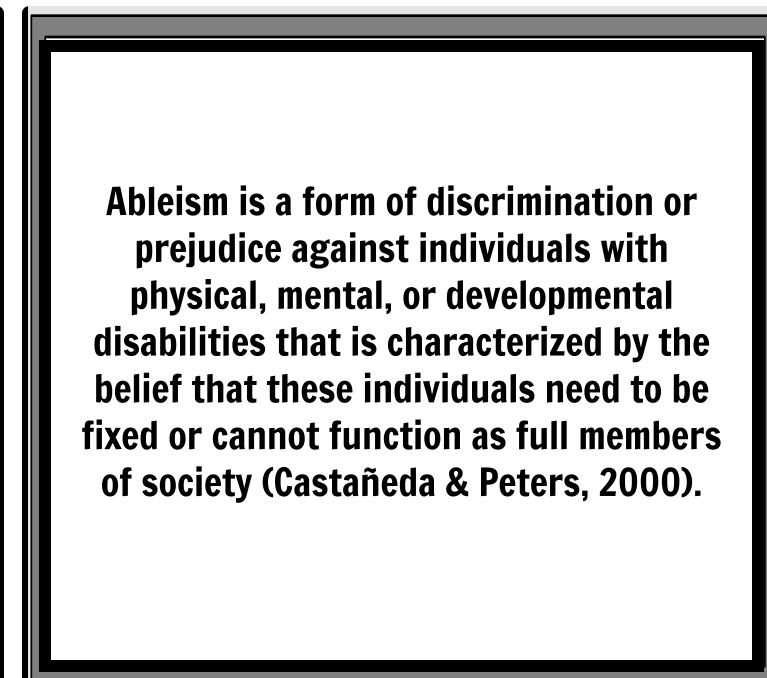 Ableism is a form of discrimination or
prejudice against individuals with
physical, mental, or developmental
disabilities that is characterized by the
belief that these individuals need to be
fixed or cannot function as full members
of society (Castañeda & Peters, 2000).